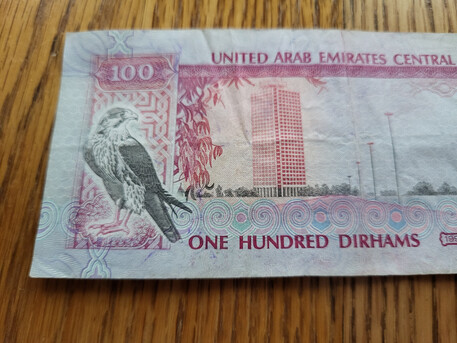 UNITED ARAB EMIRATES CENTRAL
100
ONE HUNDRED DIRHAMS